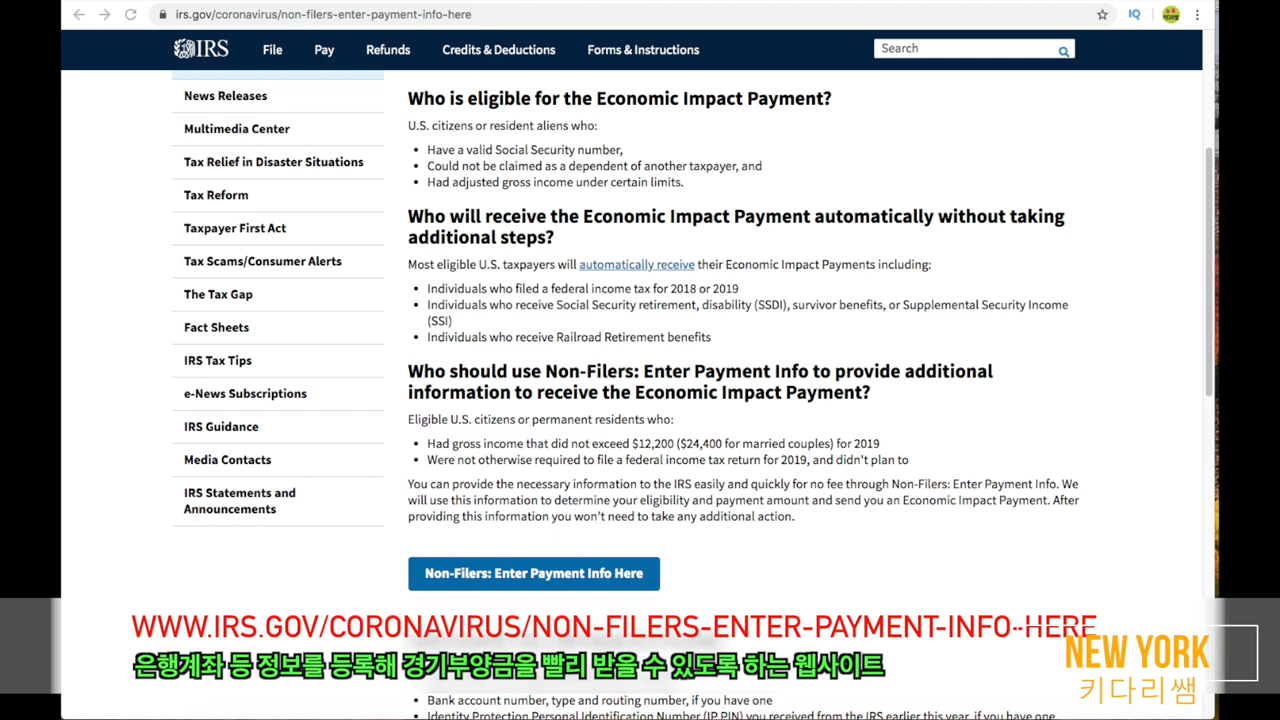 irs.gov/coronavirus/non-filers-enter-payment-info-here
IRS
File
Pay
Refunds
Credits & Deductions
Forms & Instructions
Search
News Releases
Multimedia Center
Tax Relief in Disaster Situations
Tax Reform
Taxpayer First Act
Tax Scams/Consumer Alerts
The Tax Gap
Fact Sheets
IRS Tax Tips
e-News Subscriptions
IRS Guidance
Media Contacts
IRS Statements and
Announcements
Who is eligible for the Economic Impact Payment?
U.S. citizens or resident aliens who:
• Have a valid Social Security number,
• Could not be claimed as a dependent of another taxpayer, and
• Had adjusted gross income under certain limits.
Who will receive the Economic Impact Payment automatically without taking
additional steps?
Most eligible U.S. taxpayers will automatically receive their Economic Impact Payments including:
• Individuals who filed a federal income tax for 2018 or 2019
• Individuals who receive Social Security retirement, disability (SSDI), survivor benefits, or Supplemental Security Income
(SSI)
• Individuals who receive Railroad Retirement benefits
Who should use Non-Filers: Enter Payment Info to provide additional
information to receive the Economic Impact Payment?
Eligible U.S. citizens or permanent residents who:
• Had gross income that did not exceed $12,200 ($24,400 for married couples) for 2019
• Were not otherwise required to file a federal income tax return for 2019, and didn't plan to
You can provide the necessary information to the IRS easily and quickly for no fee through Non-Filers: Enter Payment Info. We
will use this information to determine your eligibility and payment amount and send you an Economic Impact Payment. After
providing this information you won't need to take any additional action.
Non-Filers: Enter Payment Info Here
WWW.IRS.GOV/CORONAVIRUS/NON-FILERS-ENTER-PAYMENT-INFO-HERE
은행계좌 등 정보를 등록해 경기부양금을 빨리 받을 수 있도록 하는 웹사이트
NEW YORK
키다리쌤
• Bank account number, type and routing number, if you have one
• Identity Protection Personal Identification Number (IP PIN) you received from the IRS earlier this year, if you have one